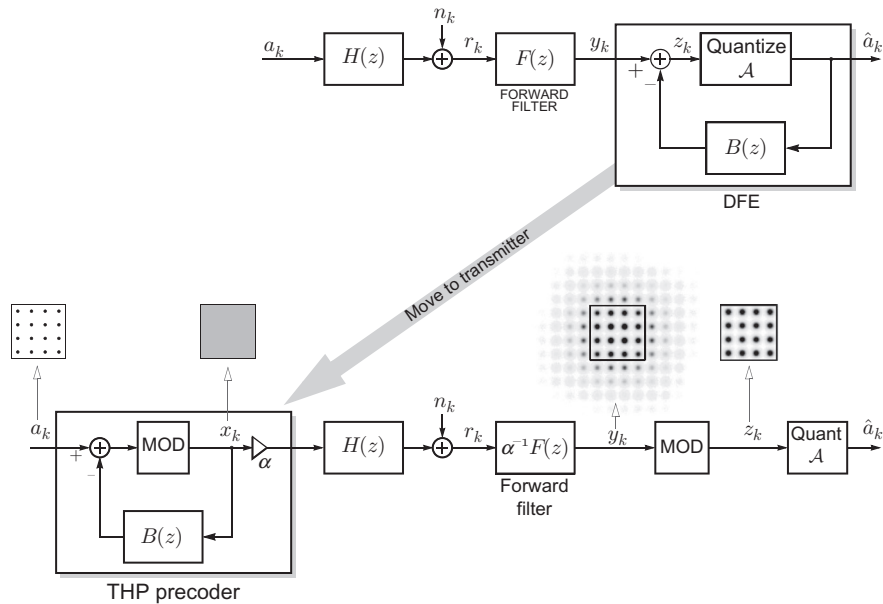 n_k
a_k H(z) + r_k F(z) y_k + + z_k Quantize 𝒜 â_k
−
FORWARD
FILTER
B(z)
DFE
Move to transmitter
n_k
a_k + + MOD x_k α H(z) + r_k α⁻¹F(z) y_k MOD z_k Quant 𝒜 â_k
−
Forward
filter
B(z)
THP precoder